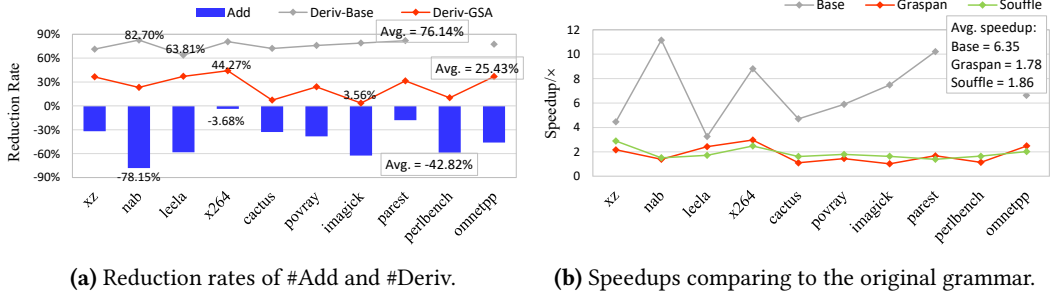 Add Deriv-Base Deriv-GSA
Reduction Rate
90%
60%
30%
0%
-30%
-60%
-90%
82.70%
63.81%
44.27%
-3.68%
-78.15%
3.56%
Avg. = 76.14%
Avg. = 25.43%
Avg. = -42.82%
xz
nab
leela
x264
cactus
povray
imagick
parest
perlbench
omnetpp
(a) Reduction rates of #Add and #Deriv.
Base Graspan Souffle
Speedup/×
12
10
8
6
4
2
0
Avg. speedup:
Base = 6.35
Graspan = 1.78
Souffle = 1.86
xz
nab
leela
x264
cactus
povray
imagick
parest
perlbench
omnetpp
(b) Speedups comparing to the original grammar.